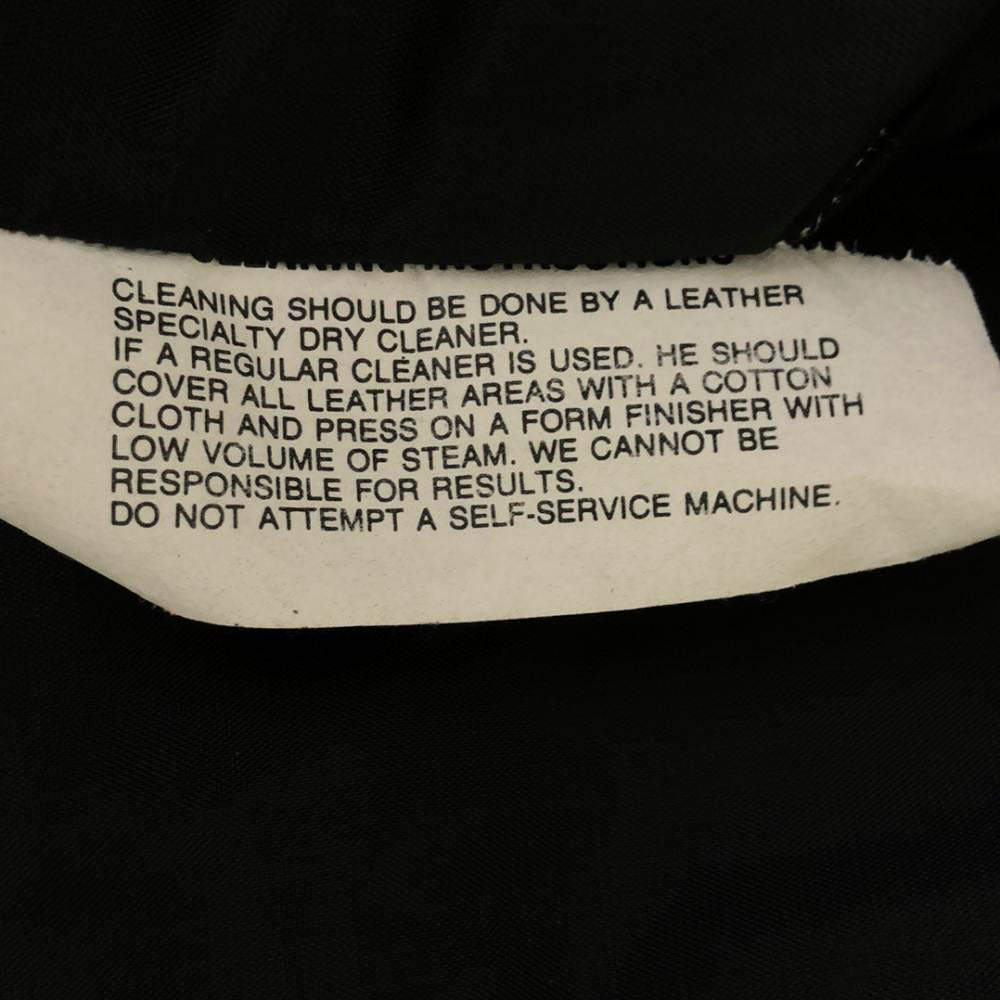 CLEANING SHOULD BE DONE BY A LEATHER
SPECIALTY DRY CLEANER.
IF A REGULAR CLEANER IS USED. HE SHOULD
COVER ALL LEATHER AREAS WITH A COTTON
CLOTH AND PRESS ON A FORM FINISHER WITH
LOW VOLUME OF STEAM. WE CANNOT BE
RESPONSIBLE FOR RESULTS.
DO NOT ATTEMPT A SELF-SERVICE MACHINE.